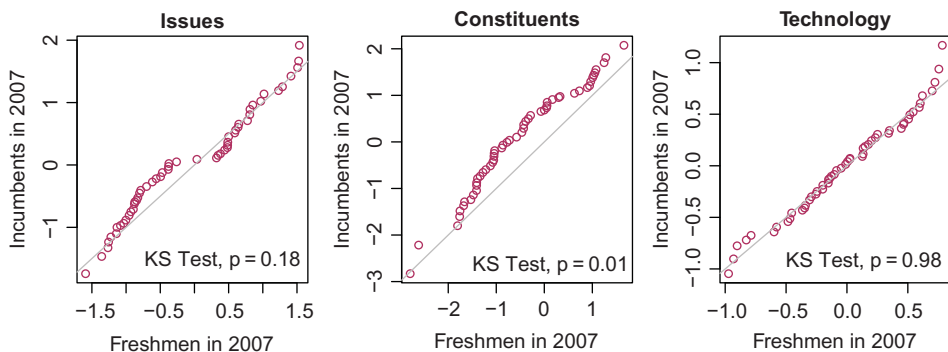 Issues
Incumbents in 2007
2
1
0
−1
KS Test, p = 0.18
−1.5
−0.5
0.5
1.5
Freshmen in 2007
Constituents
Incumbents in 2007
2
1
0
−1
−2
−3
KS Test, p = 0.01
−2
−1
0
1
Freshmen in 2007
Technology
Incumbents in 2007
1.0
0.5
0.0
−0.5
−1.0
KS Test, p = 0.98
−1.0
−0.5
0.0
0.5
Freshmen in 2007